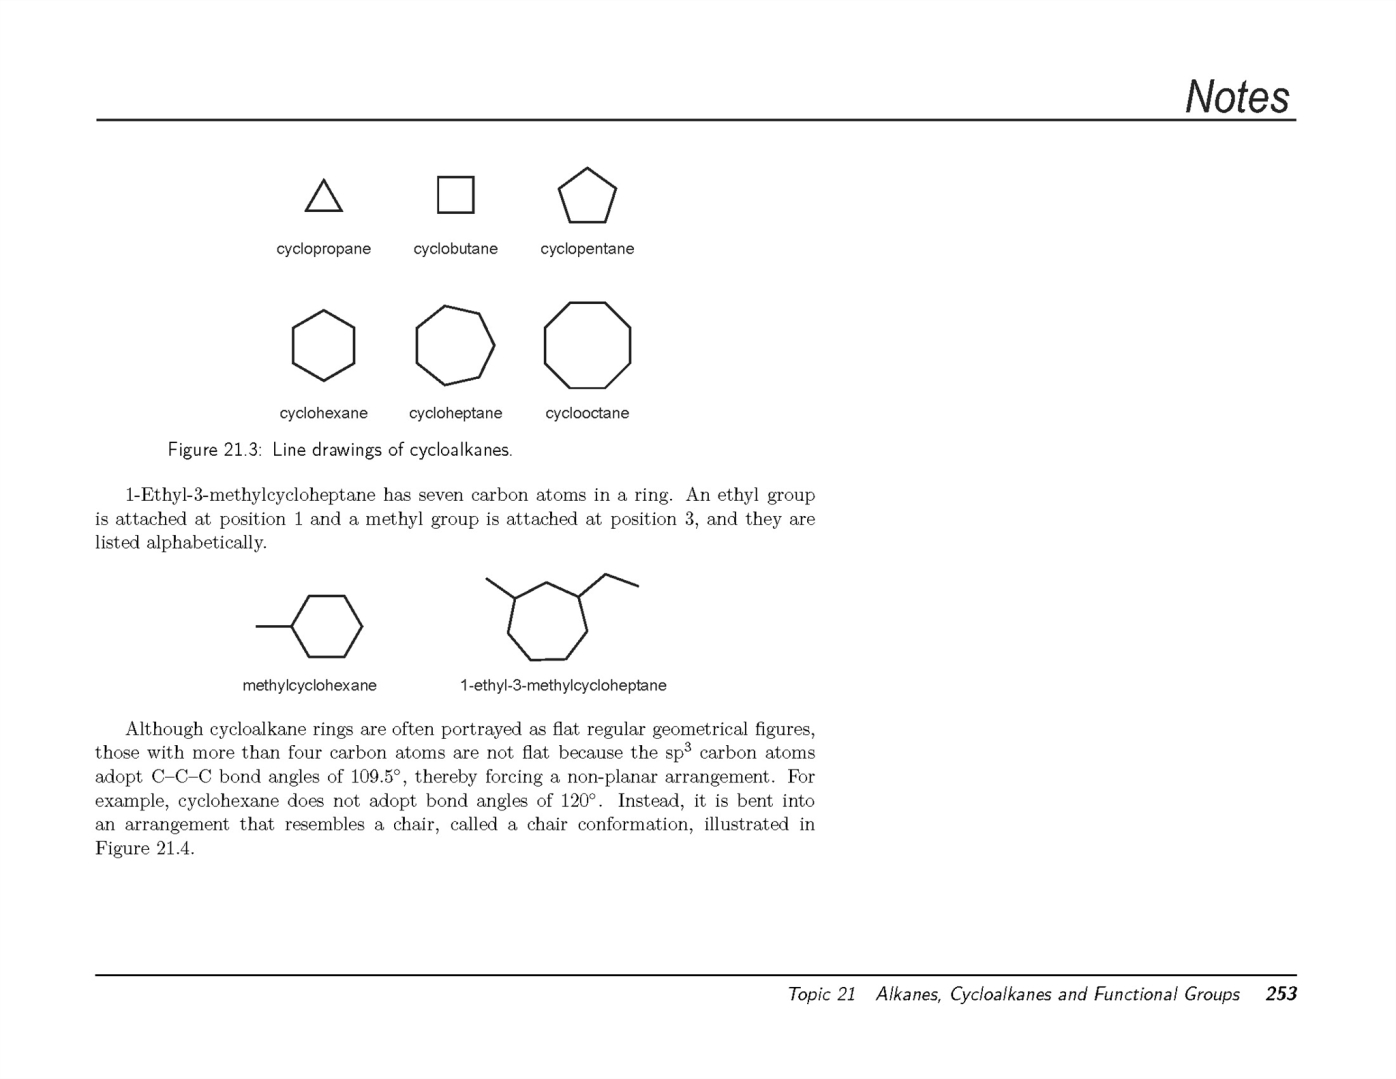 Notes
cyclopropane cyclobutane cyclopentane
cyclohexane cycloheptane cyclooctane
Figure 21.3: Line drawings of cycloalkanes.
1-Ethyl-3-methylcycloheptane has seven carbon atoms in a ring. An ethyl group
is attached at position 1 and a methyl group is attached at position 3, and they are
listed alphabetically.
methylcyclohexane 1-ethyl-3-methylcycloheptane
Although cycloalkane rings are often portrayed as flat regular geometrical figures,
those with more than four carbon atoms are not flat because the sp³ carbon atoms
adopt C–C–C bond angles of 109.5°, thereby forcing a non-planar arrangement. For
example, cyclohexane does not adopt bond angles of 120°. Instead, it is bent into
an arrangement that resembles a chair, called a chair conformation, illustrated in
Figure 21.4.
Topic 21 Alkanes, Cycloalkanes and Functional Groups 253